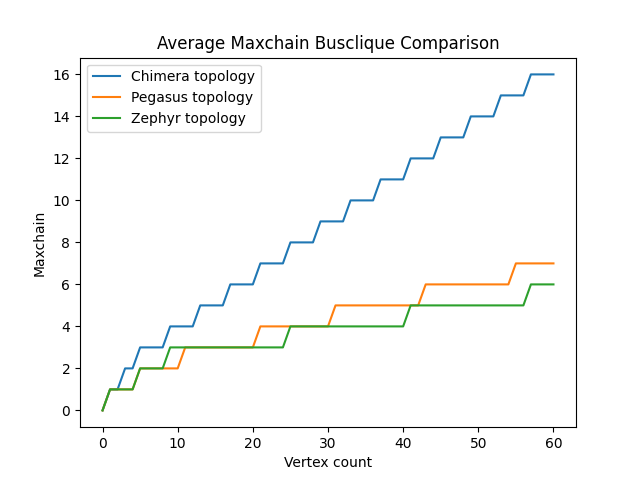 Average Maxchain Busclique Comparison
Chimera topology
Pegasus topology
Zephyr topology
Maxchain
16
14
12
10
8
6
4
2
0
0 10 20 30 40 50 60
Vertex count